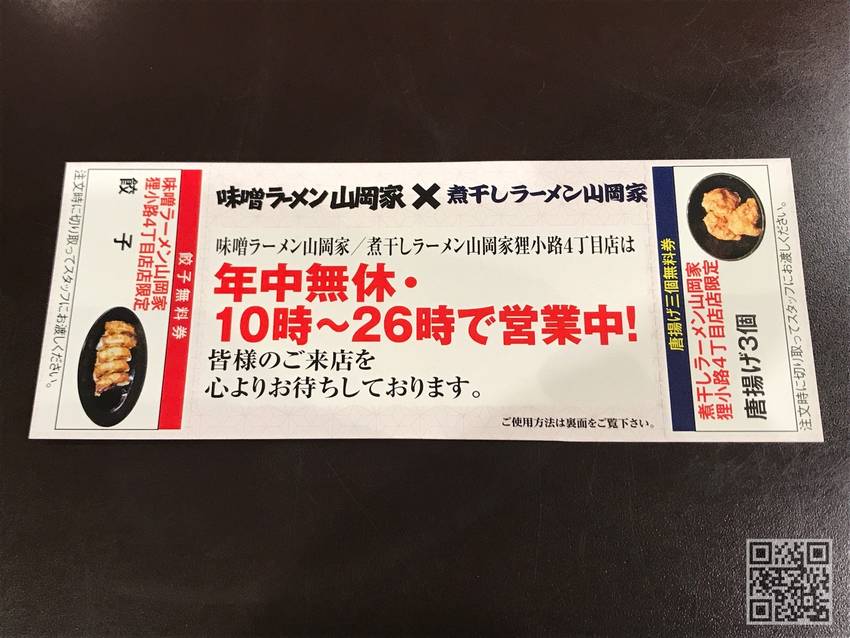 味噌ラーメン山岡家×煮干しラーメン山岡家
味噌ラーメン山岡家／煮干しラーメン山岡家狸小路4丁目店は
年中無休・
10時～26時で営業中!
皆様のご来店を
心よりお待ちしております。
ご使用方法は裏面をご覧下さい。
餃子無料券
味噌ラーメン山岡家
狸小路4丁目店店限定
餃子
注文時に切り取ってスタッフにお渡しください。
唐揚げ三個無料券
煮干しラーメン山岡家
狸小路4丁目店店限定
唐揚げ3個
注文時に切り取ってスタッフにお渡しください。